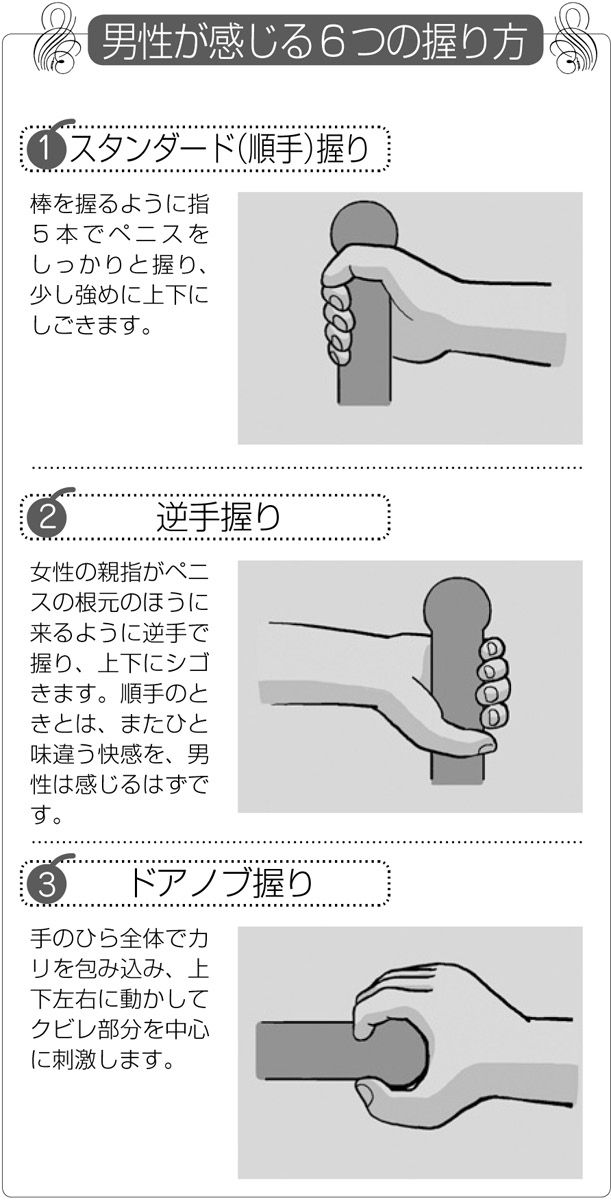 男性が感じる6つの握り方
1 スタンダード(順手)握り
棒を握るように指
5本でペニスを
しっかりと握り、
少し強めに上下に
しごきます。
2 逆手握り
女性の親指がペニ
スの根元のほうに
来るように逆手で
握り、上下にシゴ
きます。順手のと
きとは、またひと
味違う快感を、男
性は感じるはずで
す。
3 ドアノブ握り
手のひら全体でカ
リを包み込み、上
下左右に動かして
クビレ部分を中心
に刺激します。